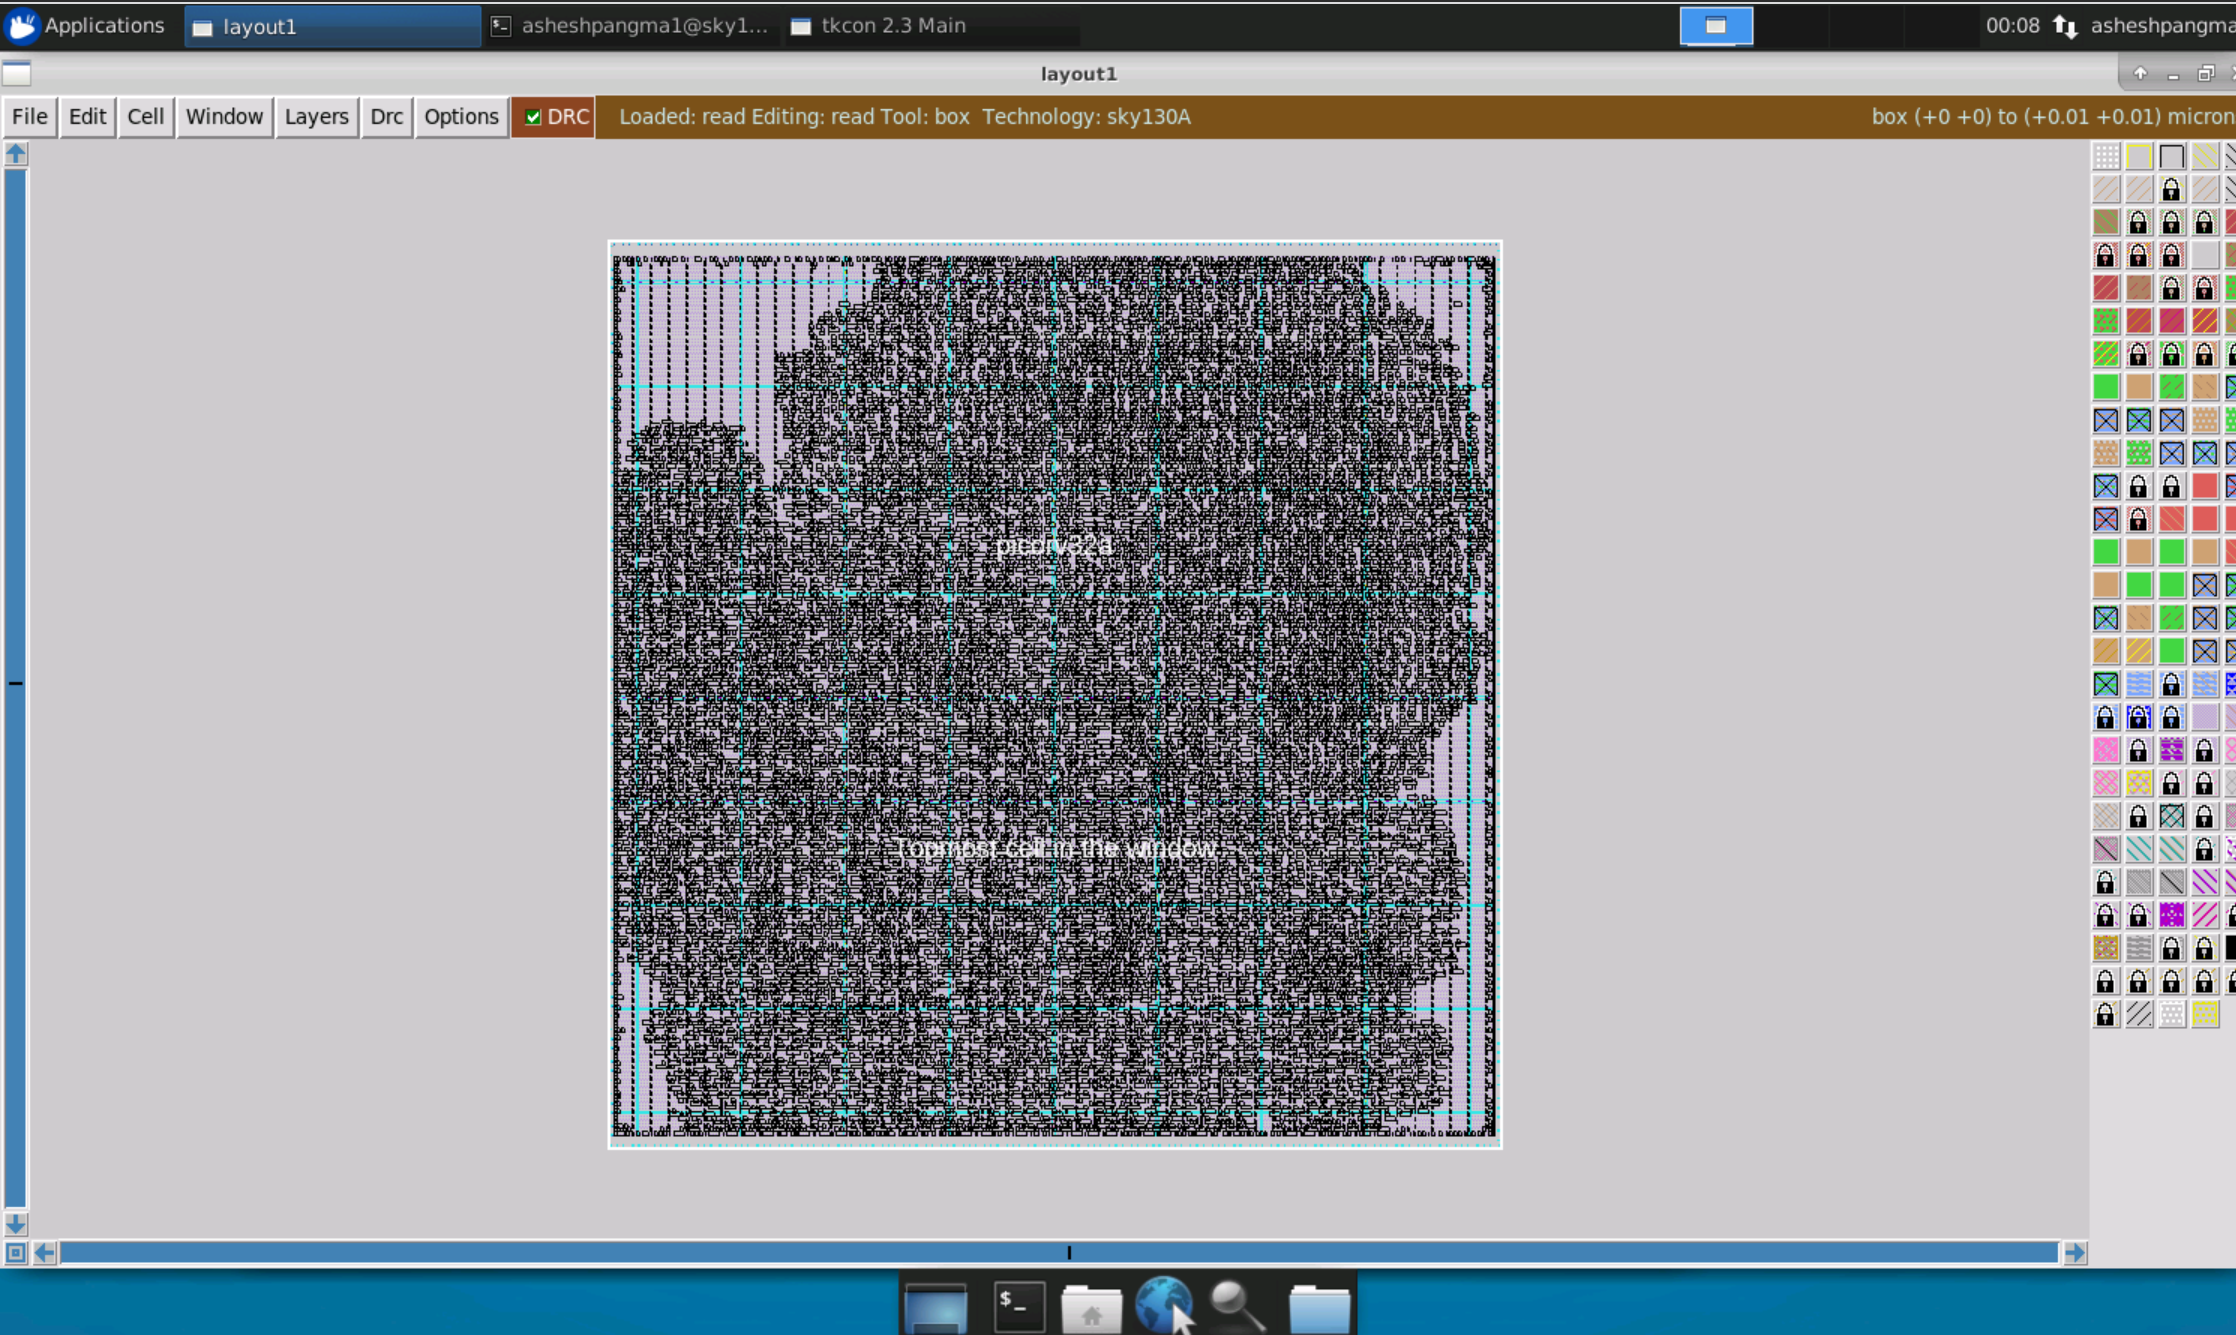 Applications
layout1
asheshpangma1@sky1...
tkcon 2.3 Main
00:08
asheshpangma
layout1
File
Edit
Cell
Window
Layers
Drc
Options
DRC
Loaded: read Editing: read Tool: box Technology: sky130A
box (+0 +0) to (+0.01 +0.01) micron
picorv32a
Topmost cell in the window
$_